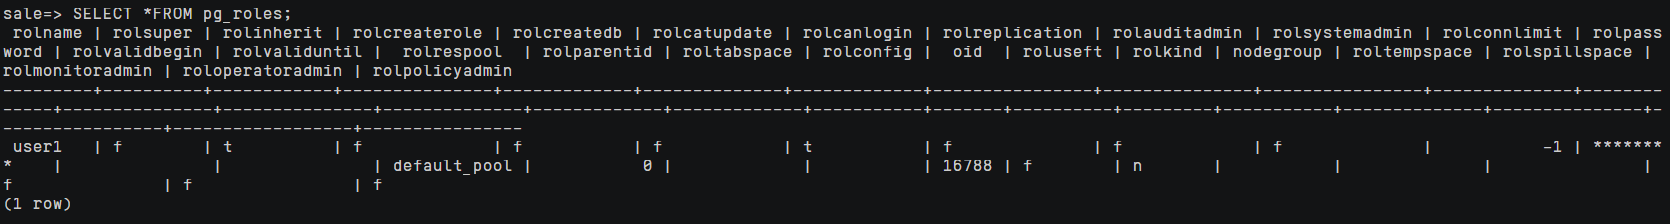 sale=> SELECT *FROM pg_roles;
 rolname | rolsuper | rolinherit | rolcreaterole | rolcreatedb | rolcatupdate | rolcanlogin | rolreplication | rolauditadmin | rolsystemadmin | rolconnlimit | rolpass
word | rolvalidbegin | rolvaliduntil |  rolrespool  | rolparentid | roltabspace | rolconfig |  oid  | roluseft | rolkind | nodegroup | roltempspace | rolspillspace | 
rolmonitoradmin | roloperatoradmin | rolpolicyadmin
---------+----------+------------+---------------+-------------+--------------+-------------+----------------+---------------+----------------+--------------+--------
-----+---------------+---------------+--------------+-------------+-------------+-----------+-------+----------+---------+-----------+--------------+---------------+-
----------------+------------------+----------------
 user1   | f        | t          | f             | f           | f            | t           | f              | f             | f              |           -1 | *******
*    |               |               | default_pool |           0 |             |           | 16788 | f        | n       |           |              |               | 
f               | f                | f
(1 row)